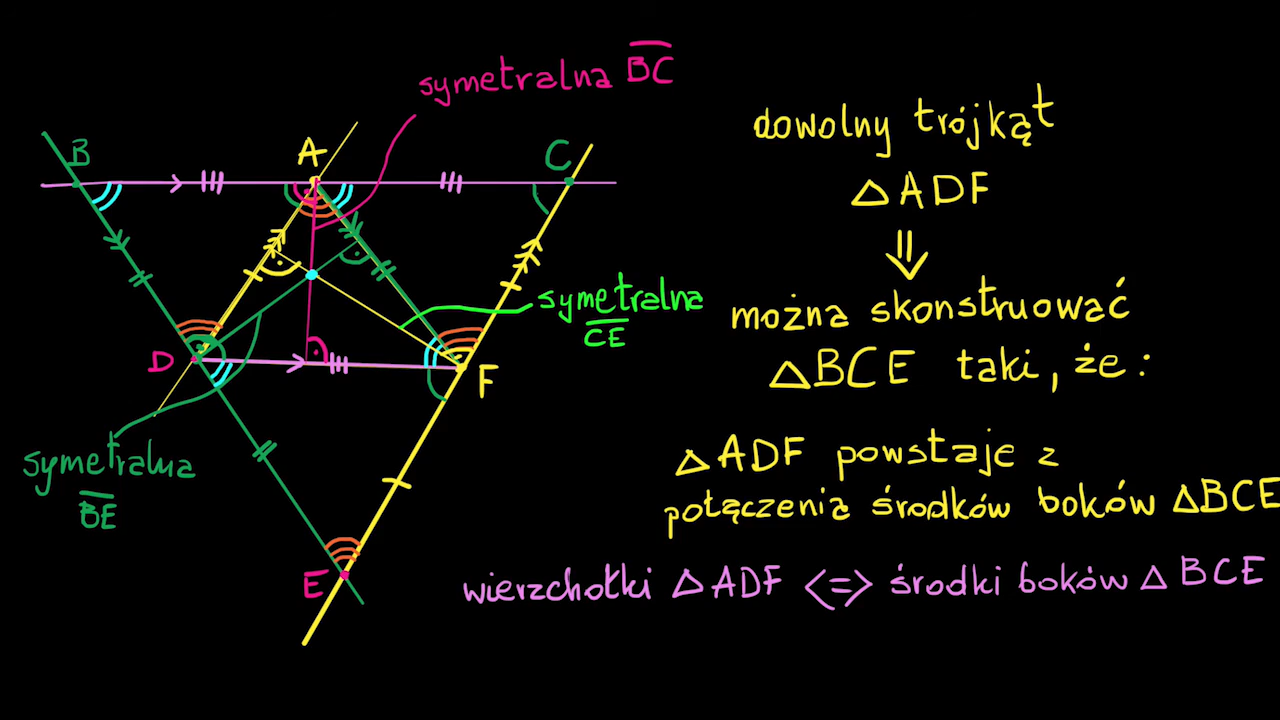 symetralna BC
B
A
C
D
F
E
symetralna
CE
symetralna
BE
dowolny trójkąt
△ADF
⇓
można skonstruować
△BCE taki, że:
△ADF powstaje z
połączenia środków boków △BCE
wierzchołki △ADF <=> środki boków △BCE